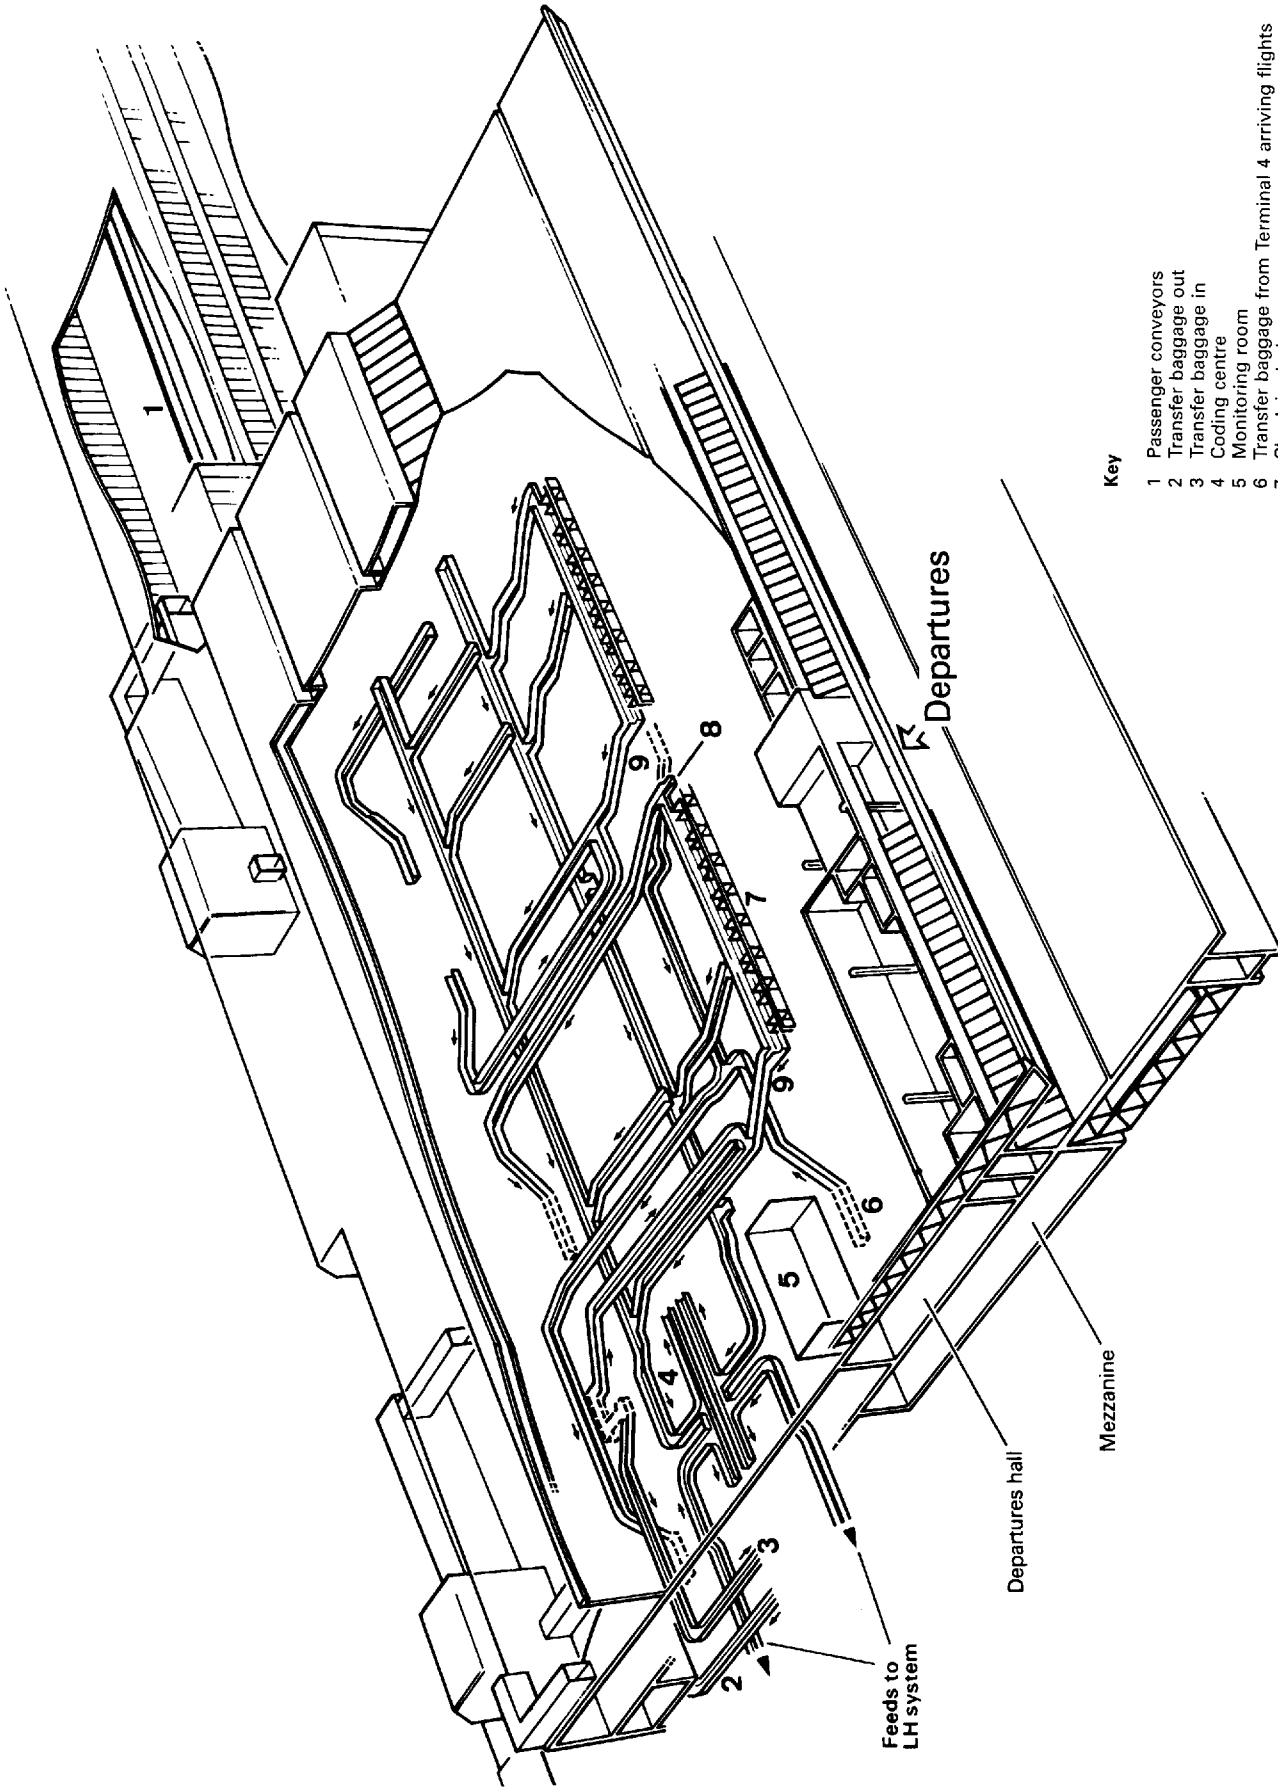 1
9
4
8
2
7
3
9
5
6
Feeds to
LH system
Departures
Departures hall
Mezzanine
Key
1 Passenger conveyors
2 Transfer baggage out
3 Transfer baggage in
4 Coding centre
5 Monitoring room
6 Transfer baggage from Terminal 4 arriving flights
7